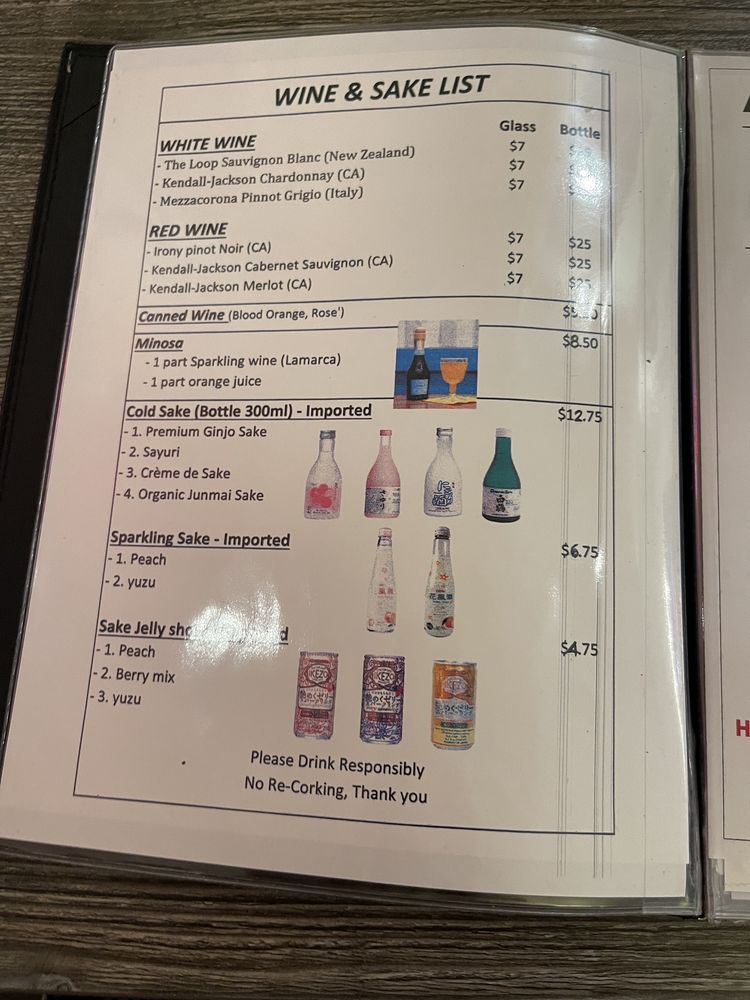 WINE & SAKE LIST
Glass Bottle
WHITE WINE
- The Loop Sauvignon Blanc (New Zealand) $7
- Kendall-Jackson Chardonnay (CA) $7
- Mezzacorona Pinnot Grigio (Italy) $7
RED WINE
- Irony pinot Noir (CA) $7 $25
- Kendall-Jackson Cabernet Sauvignon (CA) $7 $25
- Kendall-Jackson Merlot (CA) $7 $25
Canned Wine (Blood Orange, Rose')
Minosa $8.50
- 1 part Sparkling wine (Lamarca)
- 1 part orange juice
Cold Sake (Bottle 300ml) - Imported $12.75
- 1. Premium Ginjo Sake
- 2. Sayuri
- 3. Crème de Sake
- 4. Organic Junmai Sake
Sparkling Sake - Imported $6.75
- 1. Peach
- 2. yuzu
Sake Jelly $4.75
- 1. Peach
- 2. Berry mix
- 3. yuzu
Please Drink Responsibly
No Re-Corking, Thank you